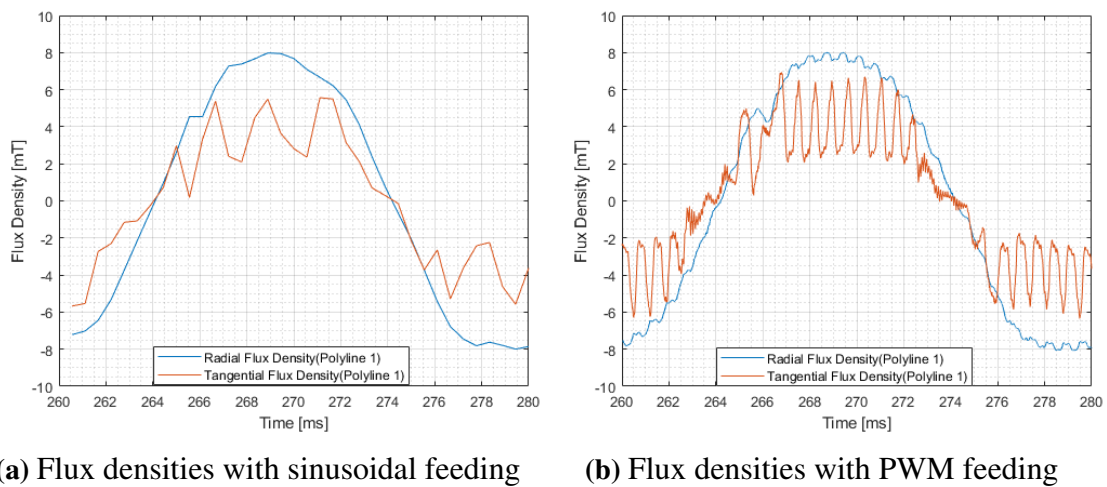 10
8
6
4
2
0
-2
-4
-6
-8
-10
Flux Density [mT]
Radial Flux Density(Polyline 1)
Tangential Flux Density(Polyline 1)
260 262 264 266 268 270 272 274 276 278 280
Time [ms]
(a) Flux densities with sinusoidal feeding
10
8
6
4
2
0
-2
-4
-6
-8
-10
Flux Density [mT]
Radial Flux Density(Polyline 1)
Tangential Flux Density(Polyline 1)
260 262 264 266 268 270 272 274 276 278 280
Time [ms]
(b) Flux densities with PWM feeding